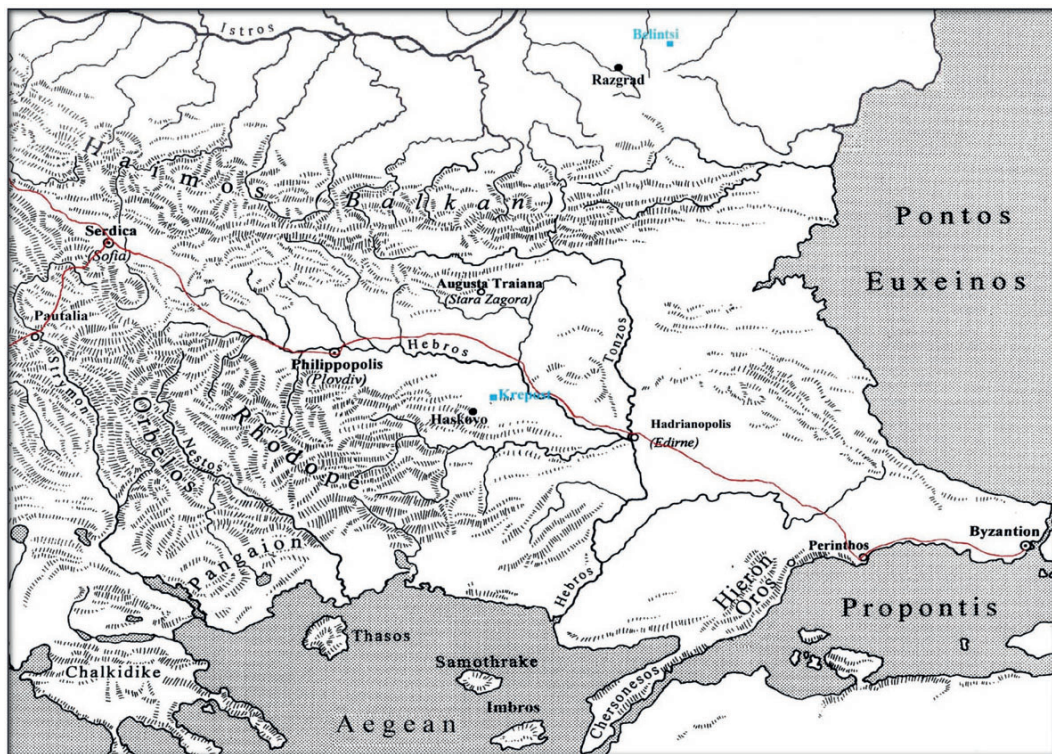 Istros
Belintsi
Razgrad
Haimos
(Balkan)
Pontos
Euxeinos
Serdica
(Sofia)
Augusta Traiana
(Stara Zagora)
Pautalia
Hebros
Tonzos
Philippopolis
(Plovdiv)
Krepost
Haskovo
Strymon
Orbelos
Nestos
Rhodope
Hadrianopolis
(Edirne)
Pangaion
Hebros
Perinthos
Byzantion
Hieron
Oros
Propontis
Thasos
Samothrake
Chalkidike
Chersonesos
Imbros
Aegean